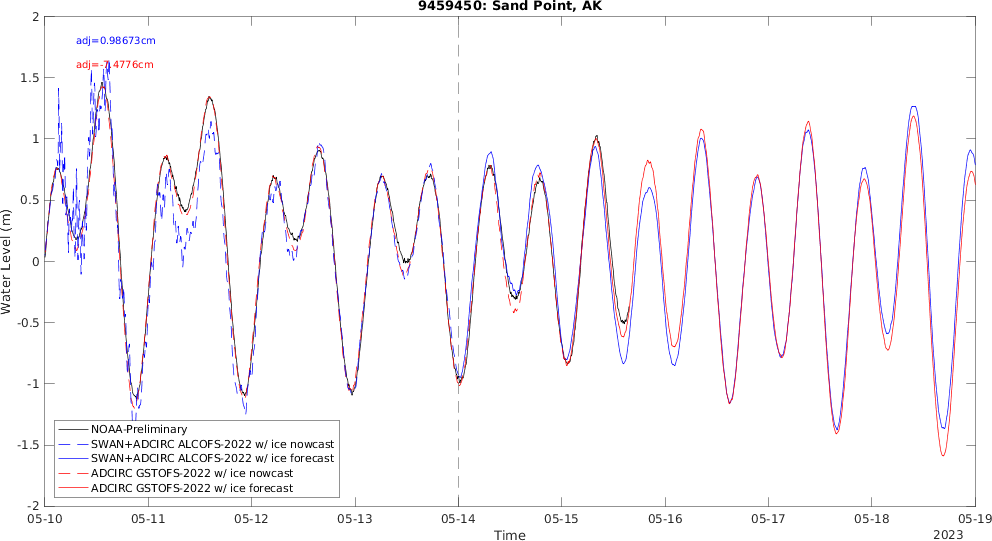 9459450: Sand Point, AK
2
1.5
1
0.5
0
-0.5
-1
-1.5
-2
Water Level (m)
adj=0.98673cm
NOAA-Preliminary
SWAN+ADCIRC ALCOFS-2022 w/ ice nowcast
SWAN+ADCIRC ALCOFS-2022 w/ ice forecast
ADCIRC GSTOFS-2022 w/ ice nowcast
ADCIRC GSTOFS-2022 w/ ice forecast
05-10
05-11
05-12
05-13
05-14
05-15
05-16
05-17
05-18
05-19
Time
2023